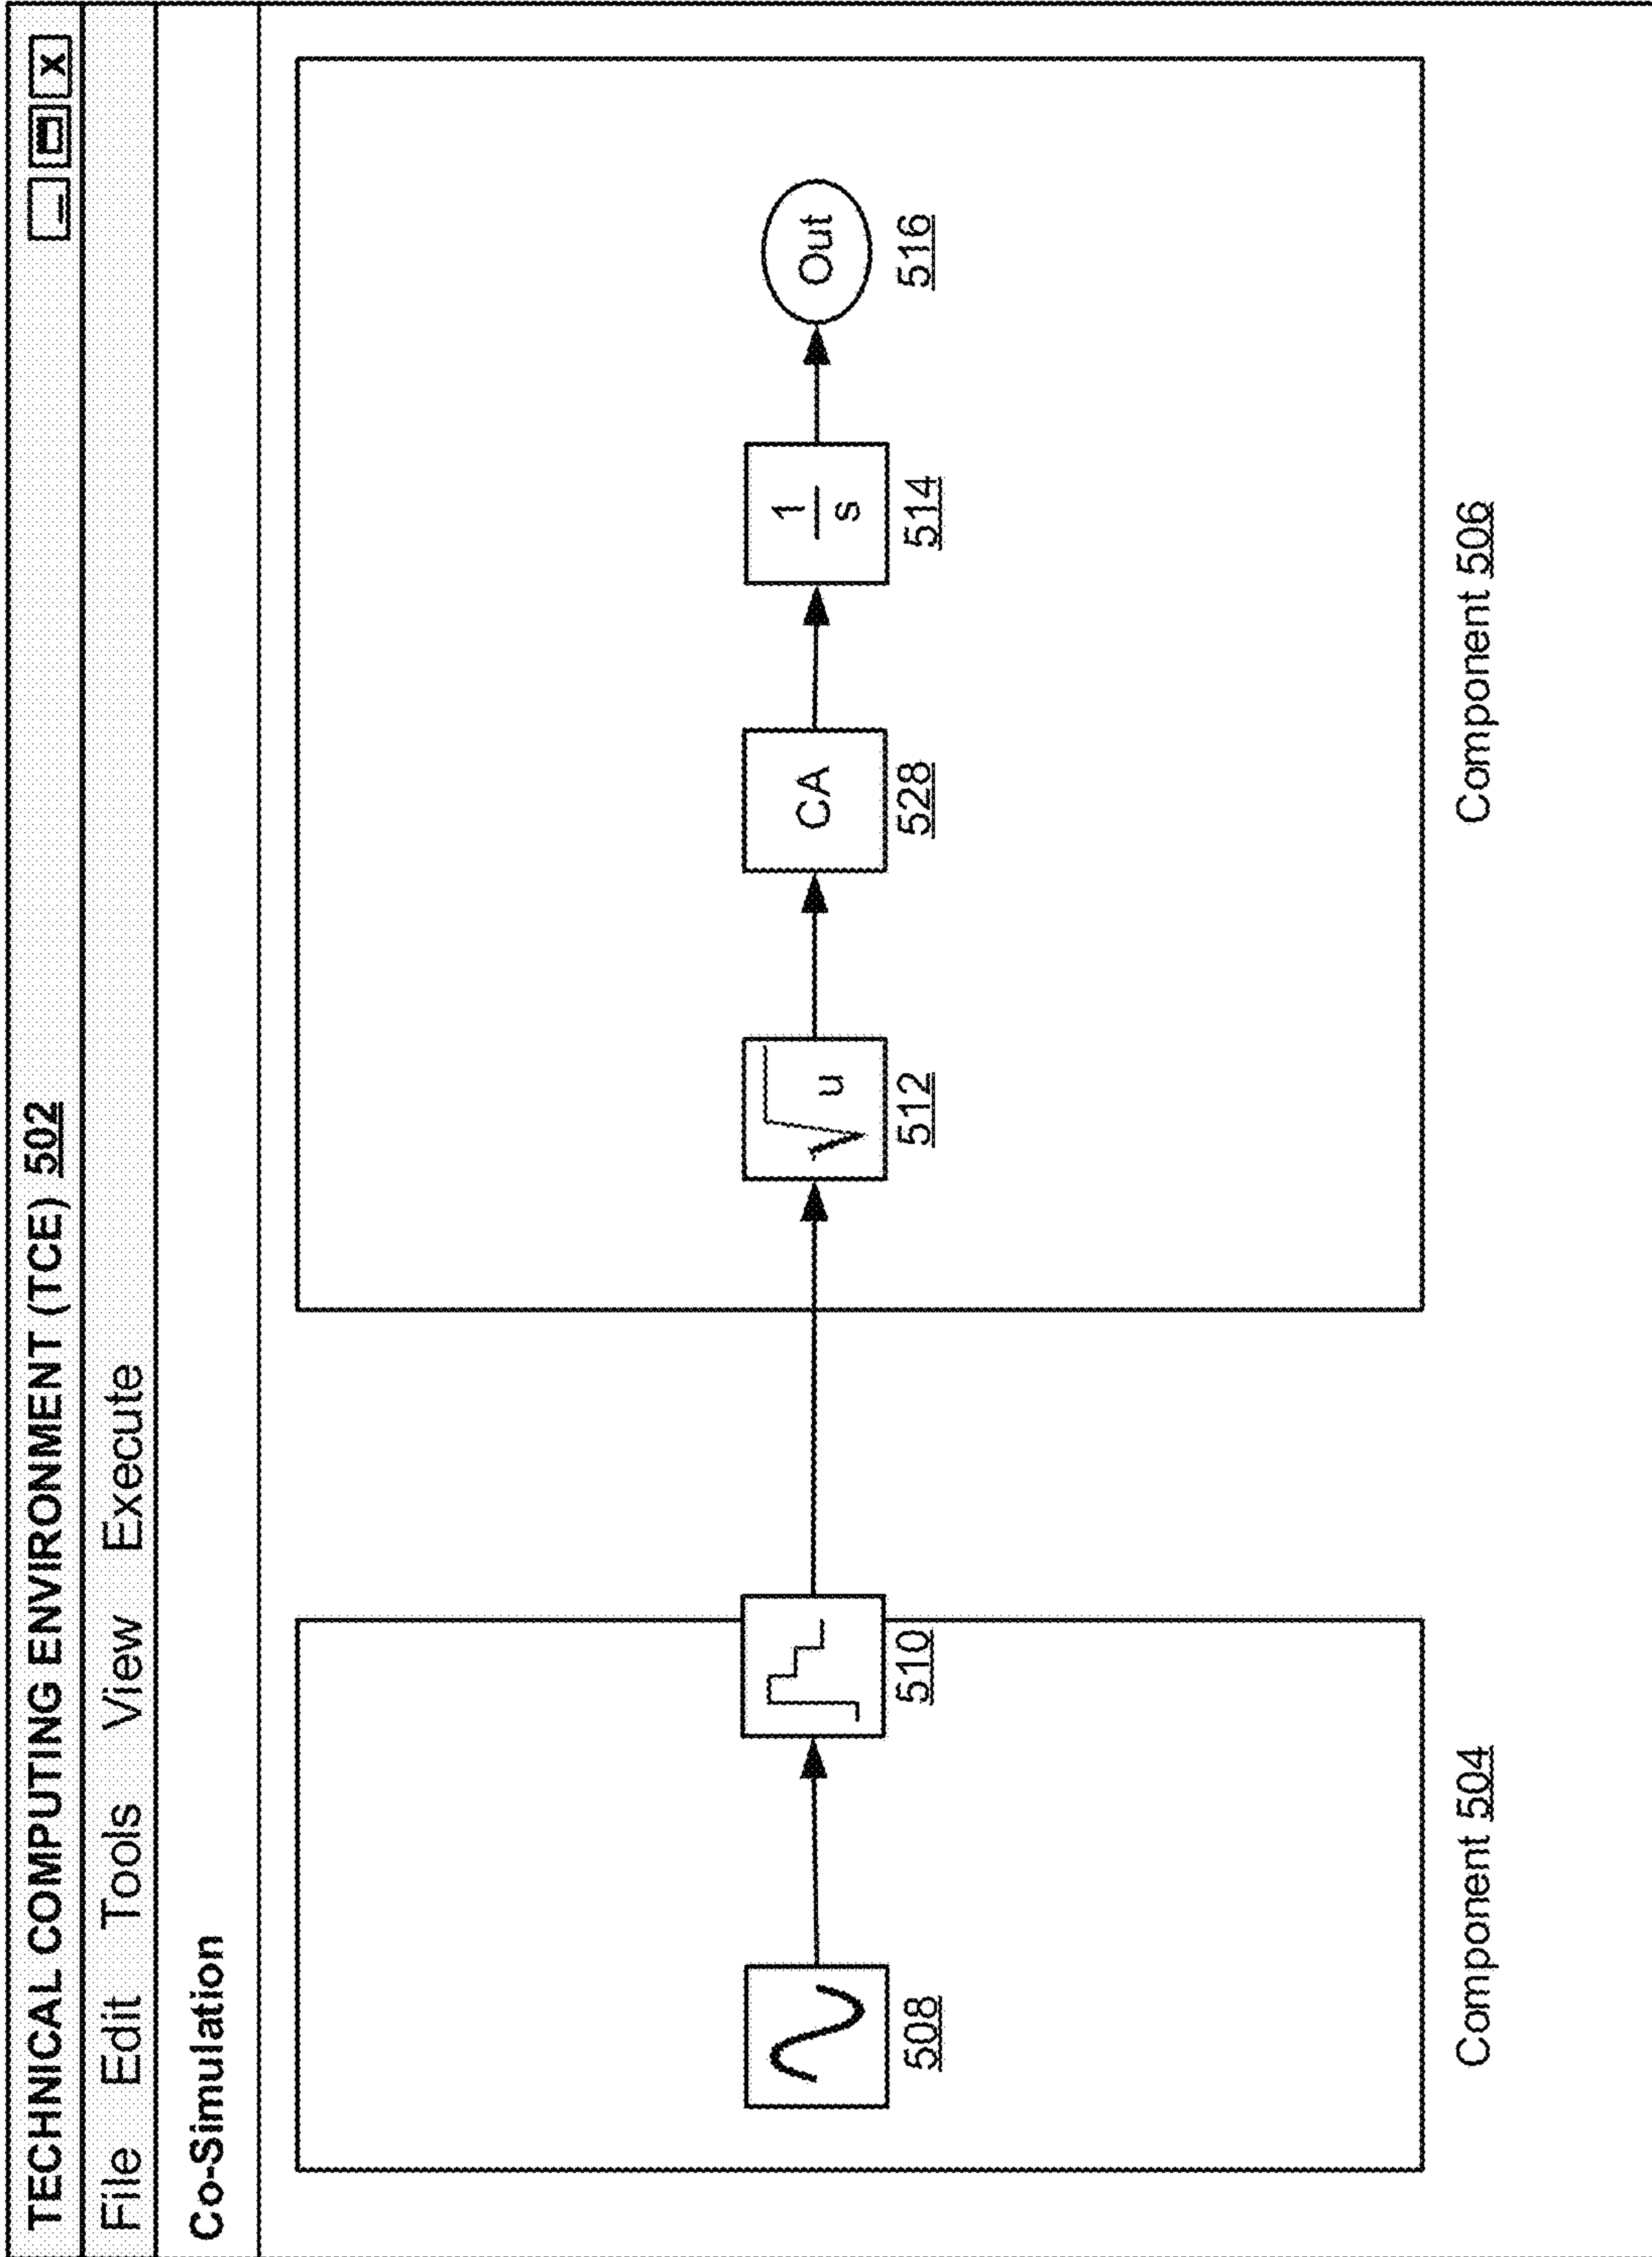 TECHNICAL COMPUTING ENVIRONMENT (TCE) 502
X
File Edit Tools View Execute
Co-Simulation
508
510
√u
512
CA
528
1
s
514
Out
516
Component 504
Component 506